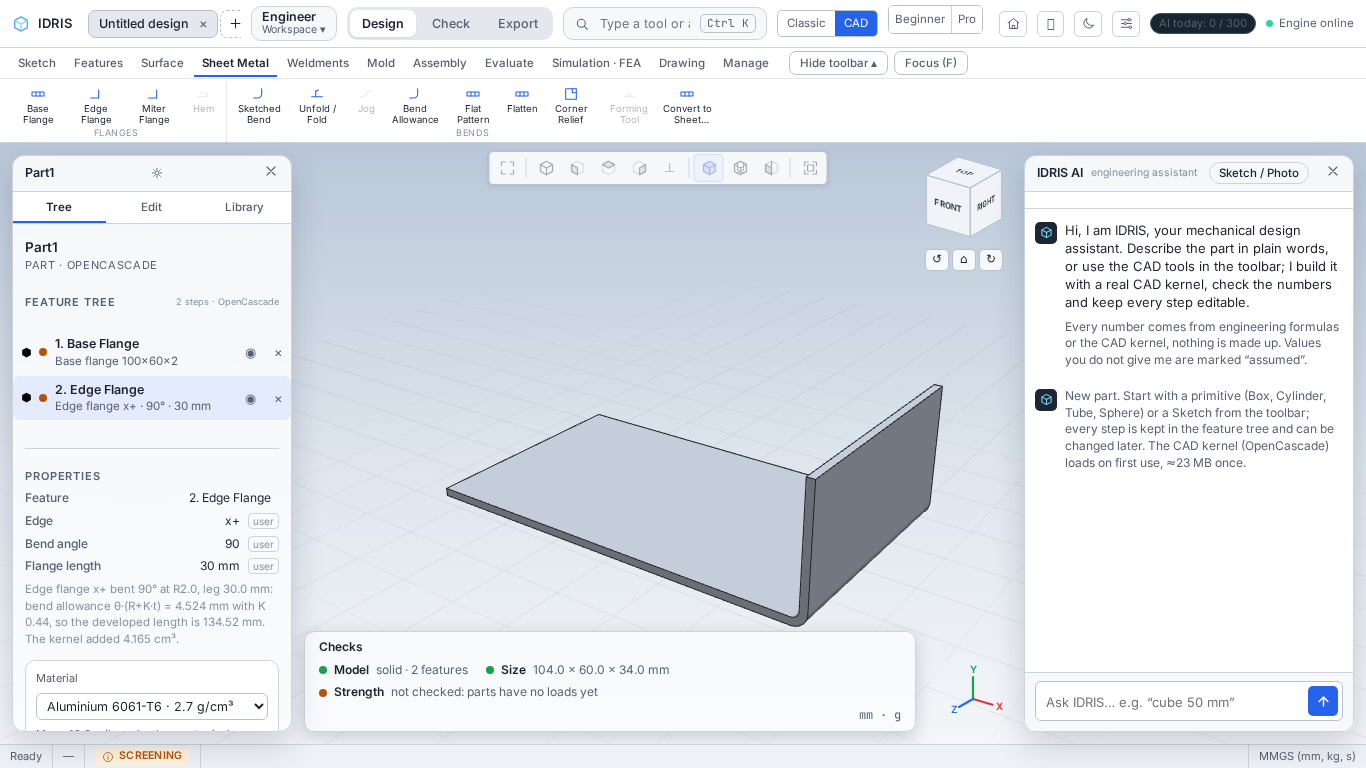 IDRIS
Untitled design ×
+
Engineer
Workspace ▾
Design
Check
Export
Type a tool or
Ctrl K
Classic
CAD
Beginner
Pro
AI today: 0 / 300
Engine online
Sketch
Features
Surface
Sheet Metal
Weldments
Mold
Assembly
Evaluate
Simulation · FEA
Drawing
Manage
Hide toolbar ▴
Focus (F)
Base
Flange
Edge
Flange
Miter
Flange
Hem
FLANGES
Sketched
Bend
Unfold /
Fold
Jog
Bend
Allowance
Flat
Pattern
Flatten
Corner
Relief
Forming
Tool
Convert to
Sheet...
BENDS
Part1
Tree
Edit
Library
Part1
PART · OPENCASCADE
FEATURE TREE
2 steps · OpenCascade
1. Base Flange
Base flange 100×60×2
2. Edge Flange
Edge flange x+ · 90° · 30 mm
PROPERTIES
Feature 2. Edge Flange
Edge x+ user
Bend angle 90 user
Flange length 30 mm user
Edge flange x+ bent 90° at R2.0, leg 30.0 mm:
bend allowance θ·(R+K·t) = 4.524 mm with K
0.44, so the developed length is 134.52 mm.
The kernel added 4.165 cm³.
Material
Aluminium 6061-T6 · 2.7 g/cm³
TOP
FRONT
RIGHT
Checks
Model solid · 2 features
Size 104.0 × 60.0 × 34.0 mm
Strength not checked: parts have no loads yet
mm · g
Y
X
Z
IDRIS AI engineering assistant
Sketch / Photo
Hi, I am IDRIS, your mechanical design
assistant. Describe the part in plain words,
or use the CAD tools in the toolbar; I build it
with a real CAD kernel, check the numbers
and keep every step editable.
Every number comes from engineering formulas
or the CAD kernel, nothing is made up. Values
you do not give me are marked “assumed”.
New part. Start with a primitive (Box, Cylinder,
Tube, Sphere) or a Sketch from the toolbar;
every step is kept in the feature tree and can be
changed later. The CAD kernel (OpenCascade)
loads on first use, ≈23 MB once.
Ask IDRIS... e.g. “cube 50 mm”
Ready
—
SCREENING
MMGS (mm, kg, s)